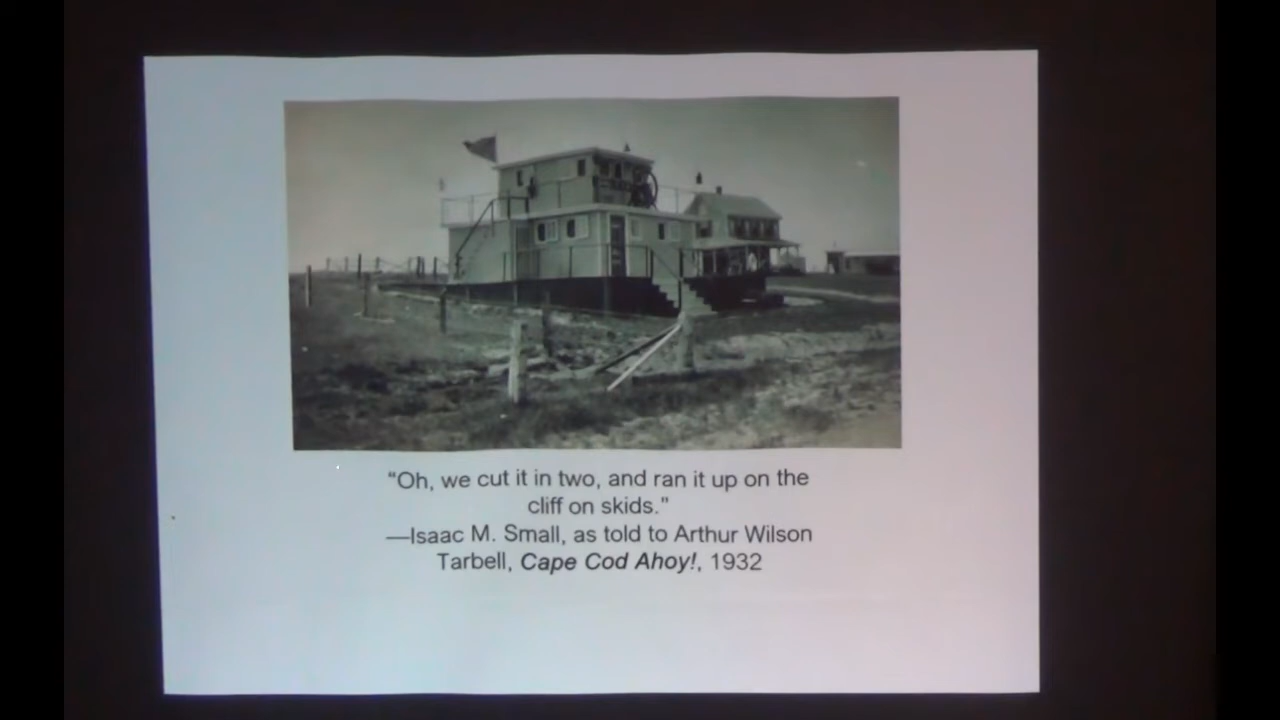 “Oh, we cut it in two, and ran it up on the
cliff on skids."
—Isaac M. Small, as told to Arthur Wilson
Tarbell, Cape Cod Ahoy!, 1932